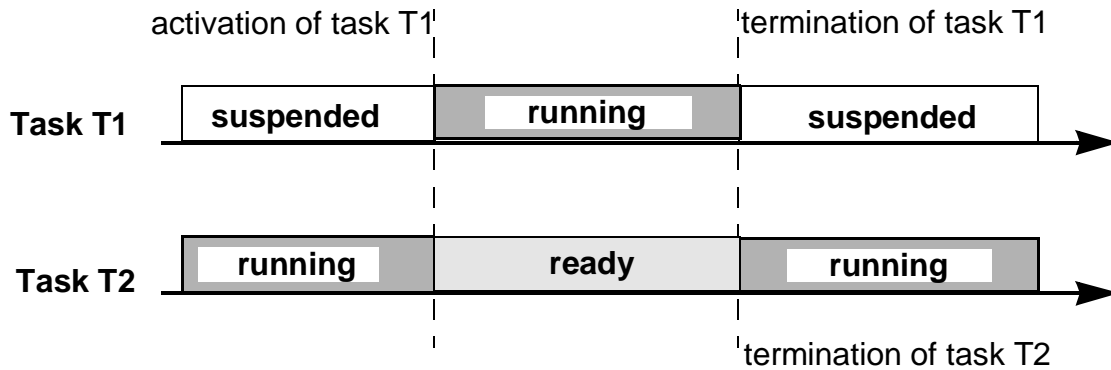 activation of task T1 termination of task T1
Task T1 suspended running suspended
Task T2 running ready running
termination of task T2